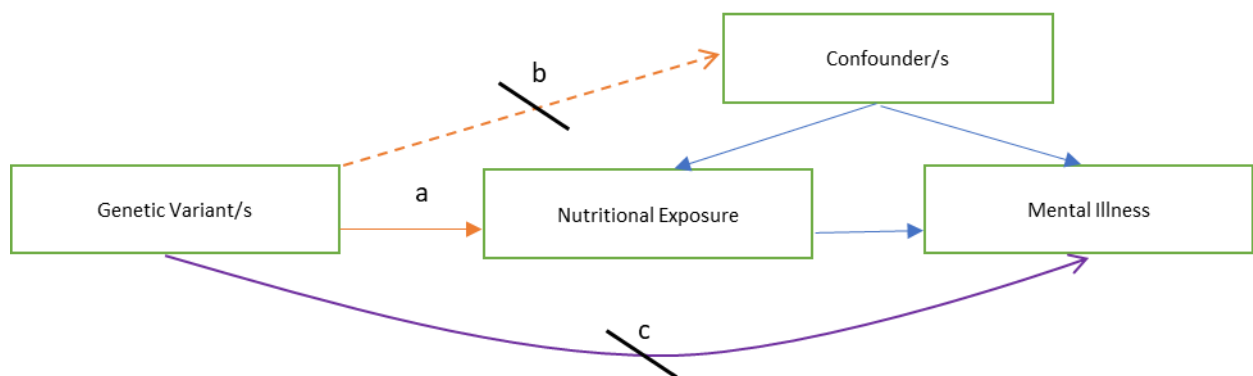 Confounder/s
b
a
Genetic Variant/s
Nutritional Exposure
Mental Illness
c